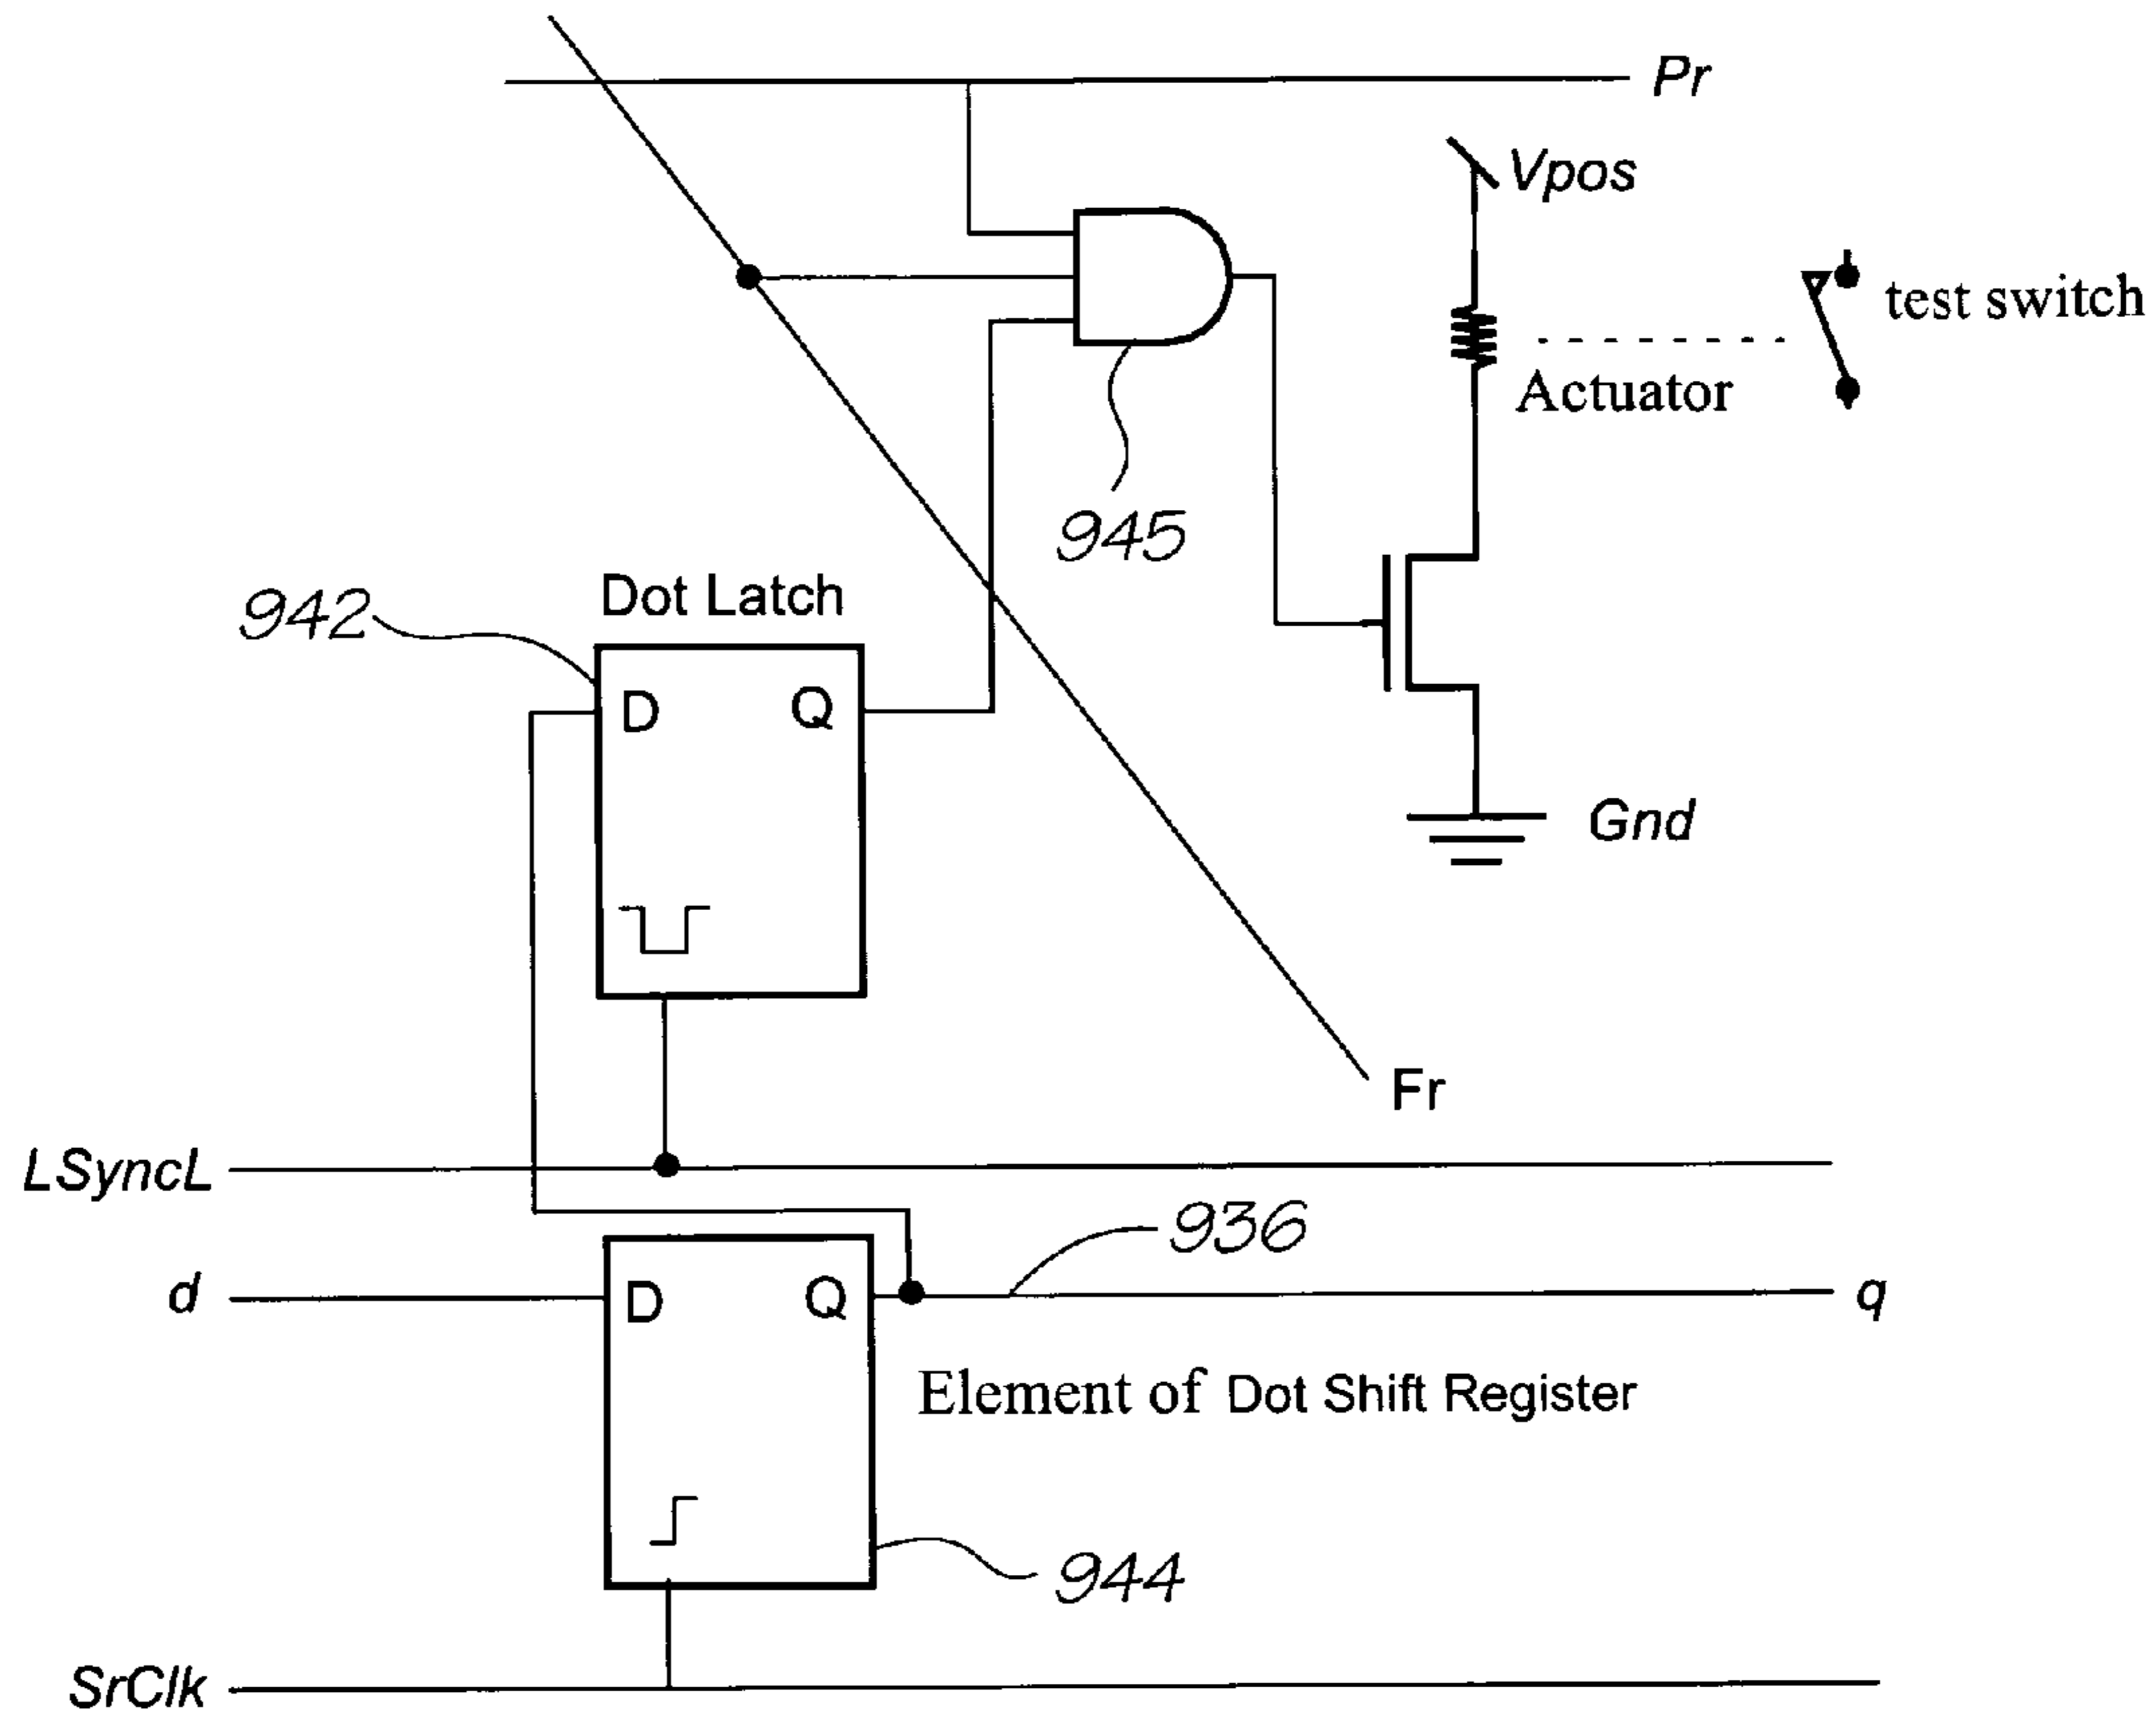 Pr
Vpos
test switch
Actuator
945
Dot Latch
942
D Q
Gnd
Fr
LSyncL
936
d
D Q
q
Element of Dot Shift Register
944
SrClk